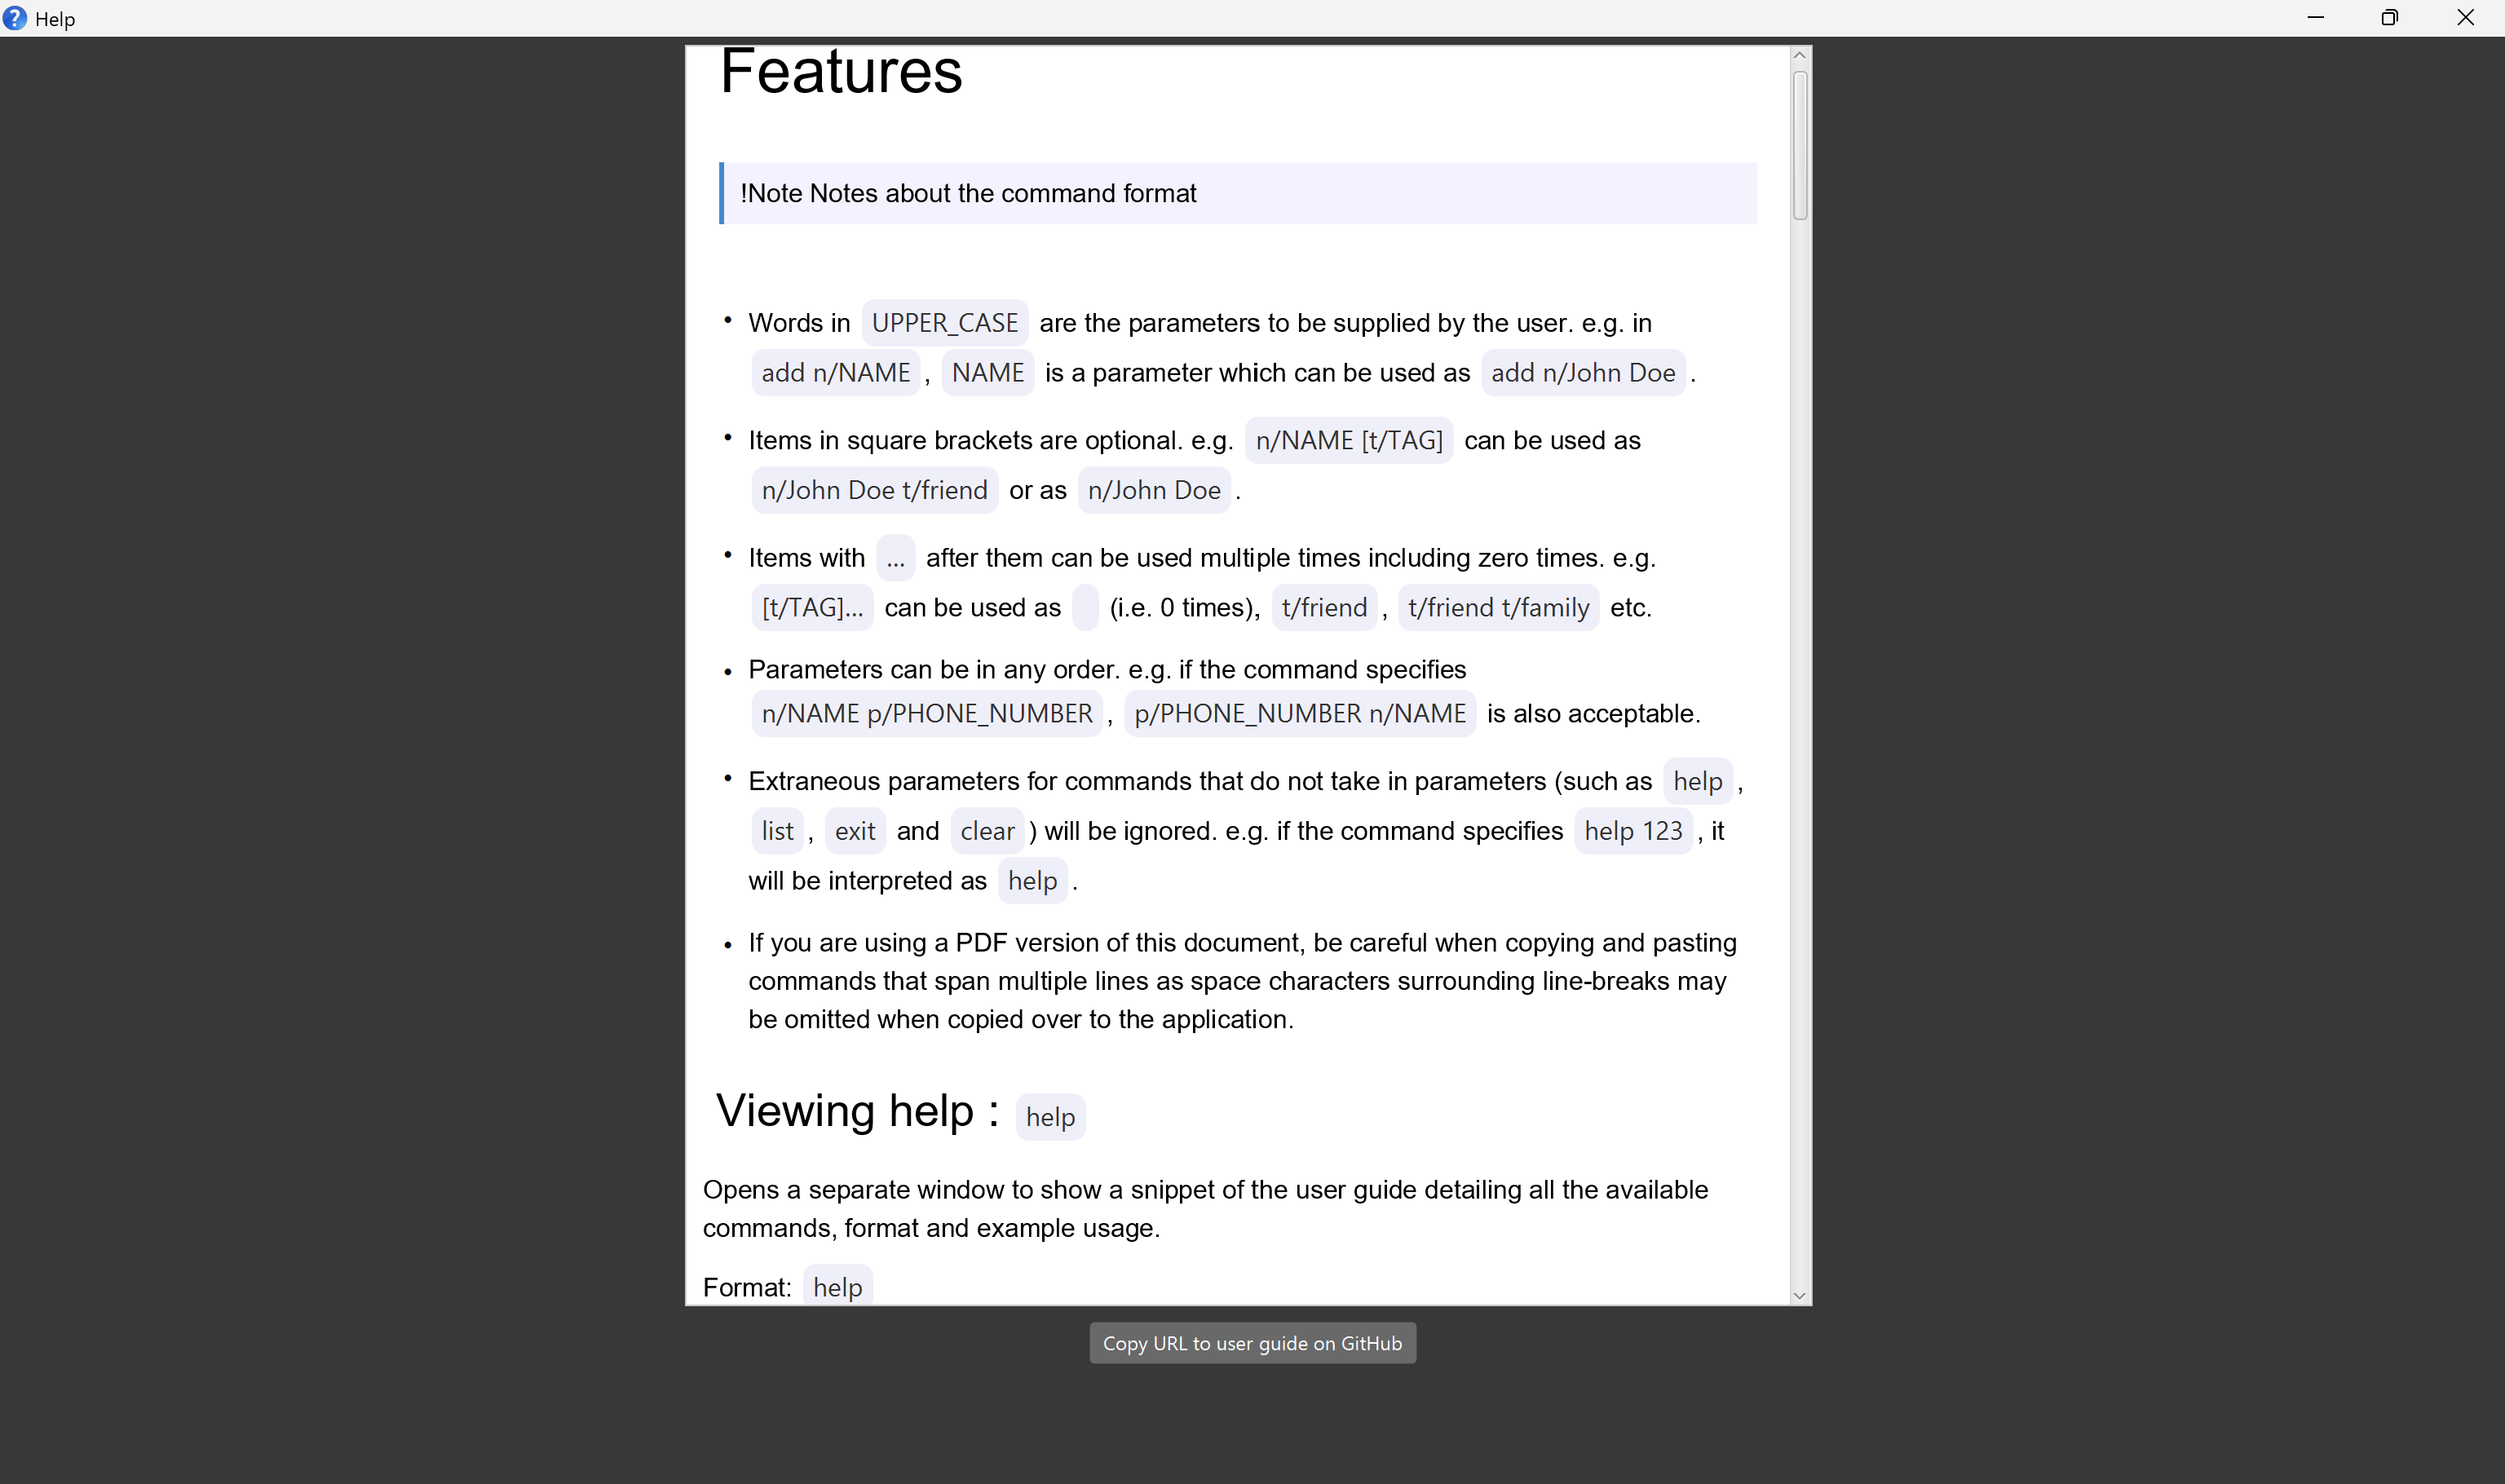 Help
Features
!Note Notes about the command format
• Words in UPPER_CASE are the parameters to be supplied by the user. e.g. in
add n/NAME , NAME is a parameter which can be used as add n/John Doe .
• Items in square brackets are optional. e.g. n/NAME [t/TAG] can be used as
n/John Doe t/friend or as n/John Doe .
• Items with … after them can be used multiple times including zero times. e.g.
[t/TAG]… can be used as (i.e. 0 times), t/friend , t/friend t/family etc.
• Parameters can be in any order. e.g. if the command specifies
n/NAME p/PHONE_NUMBER , p/PHONE_NUMBER n/NAME is also acceptable.
• Extraneous parameters for commands that do not take in parameters (such as help ,
list , exit and clear ) will be ignored. e.g. if the command specifies help 123 , it
will be interpreted as help .
• If you are using a PDF version of this document, be careful when copying and pasting
commands that span multiple lines as space characters surrounding line-breaks may
be omitted when copied over to the application.
Viewing help : help
Opens a separate window to show a snippet of the user guide detailing all the available
commands, format and example usage.
Format: help
Copy URL to user guide on GitHub